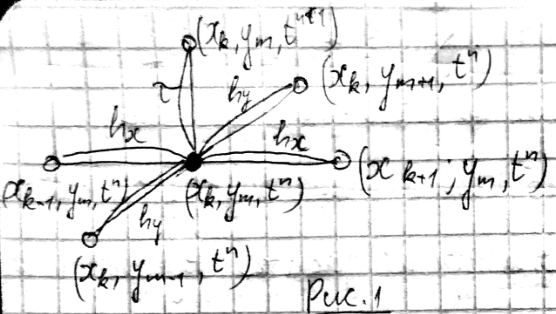 (x_k, y_m, t^{n+1})
τ
h_y
(x_k, y_{m+1}, t^n)
h_x
h_x
(x_{k-1}, y_m, t^n)
(x_k, y_m, t^n)
(x_{k+1}, y_m, t^n)
h_y
(x_k, y_{m-1}, t^n)
Рис. 1